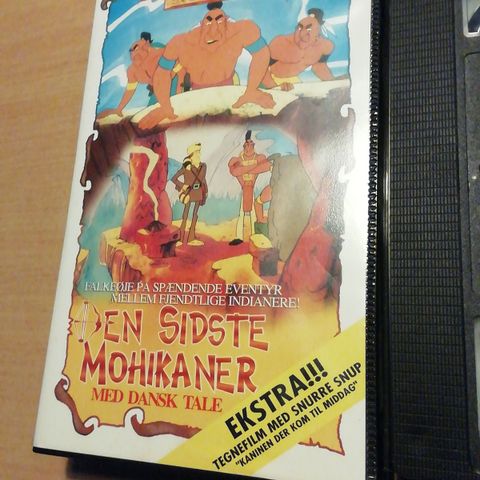 FALKEØJE PÅ SPÆNDENDE EVENTYR
MELLEM FJENDTLIGE INDIANERE!
DEN SIDSTE
MOHIKANER
MED DANSK TALE
EKSTRA!!!
TEGNEFILM MED SNURRE SNUP
"KANINEN DER KOM TIL MIDDAG"